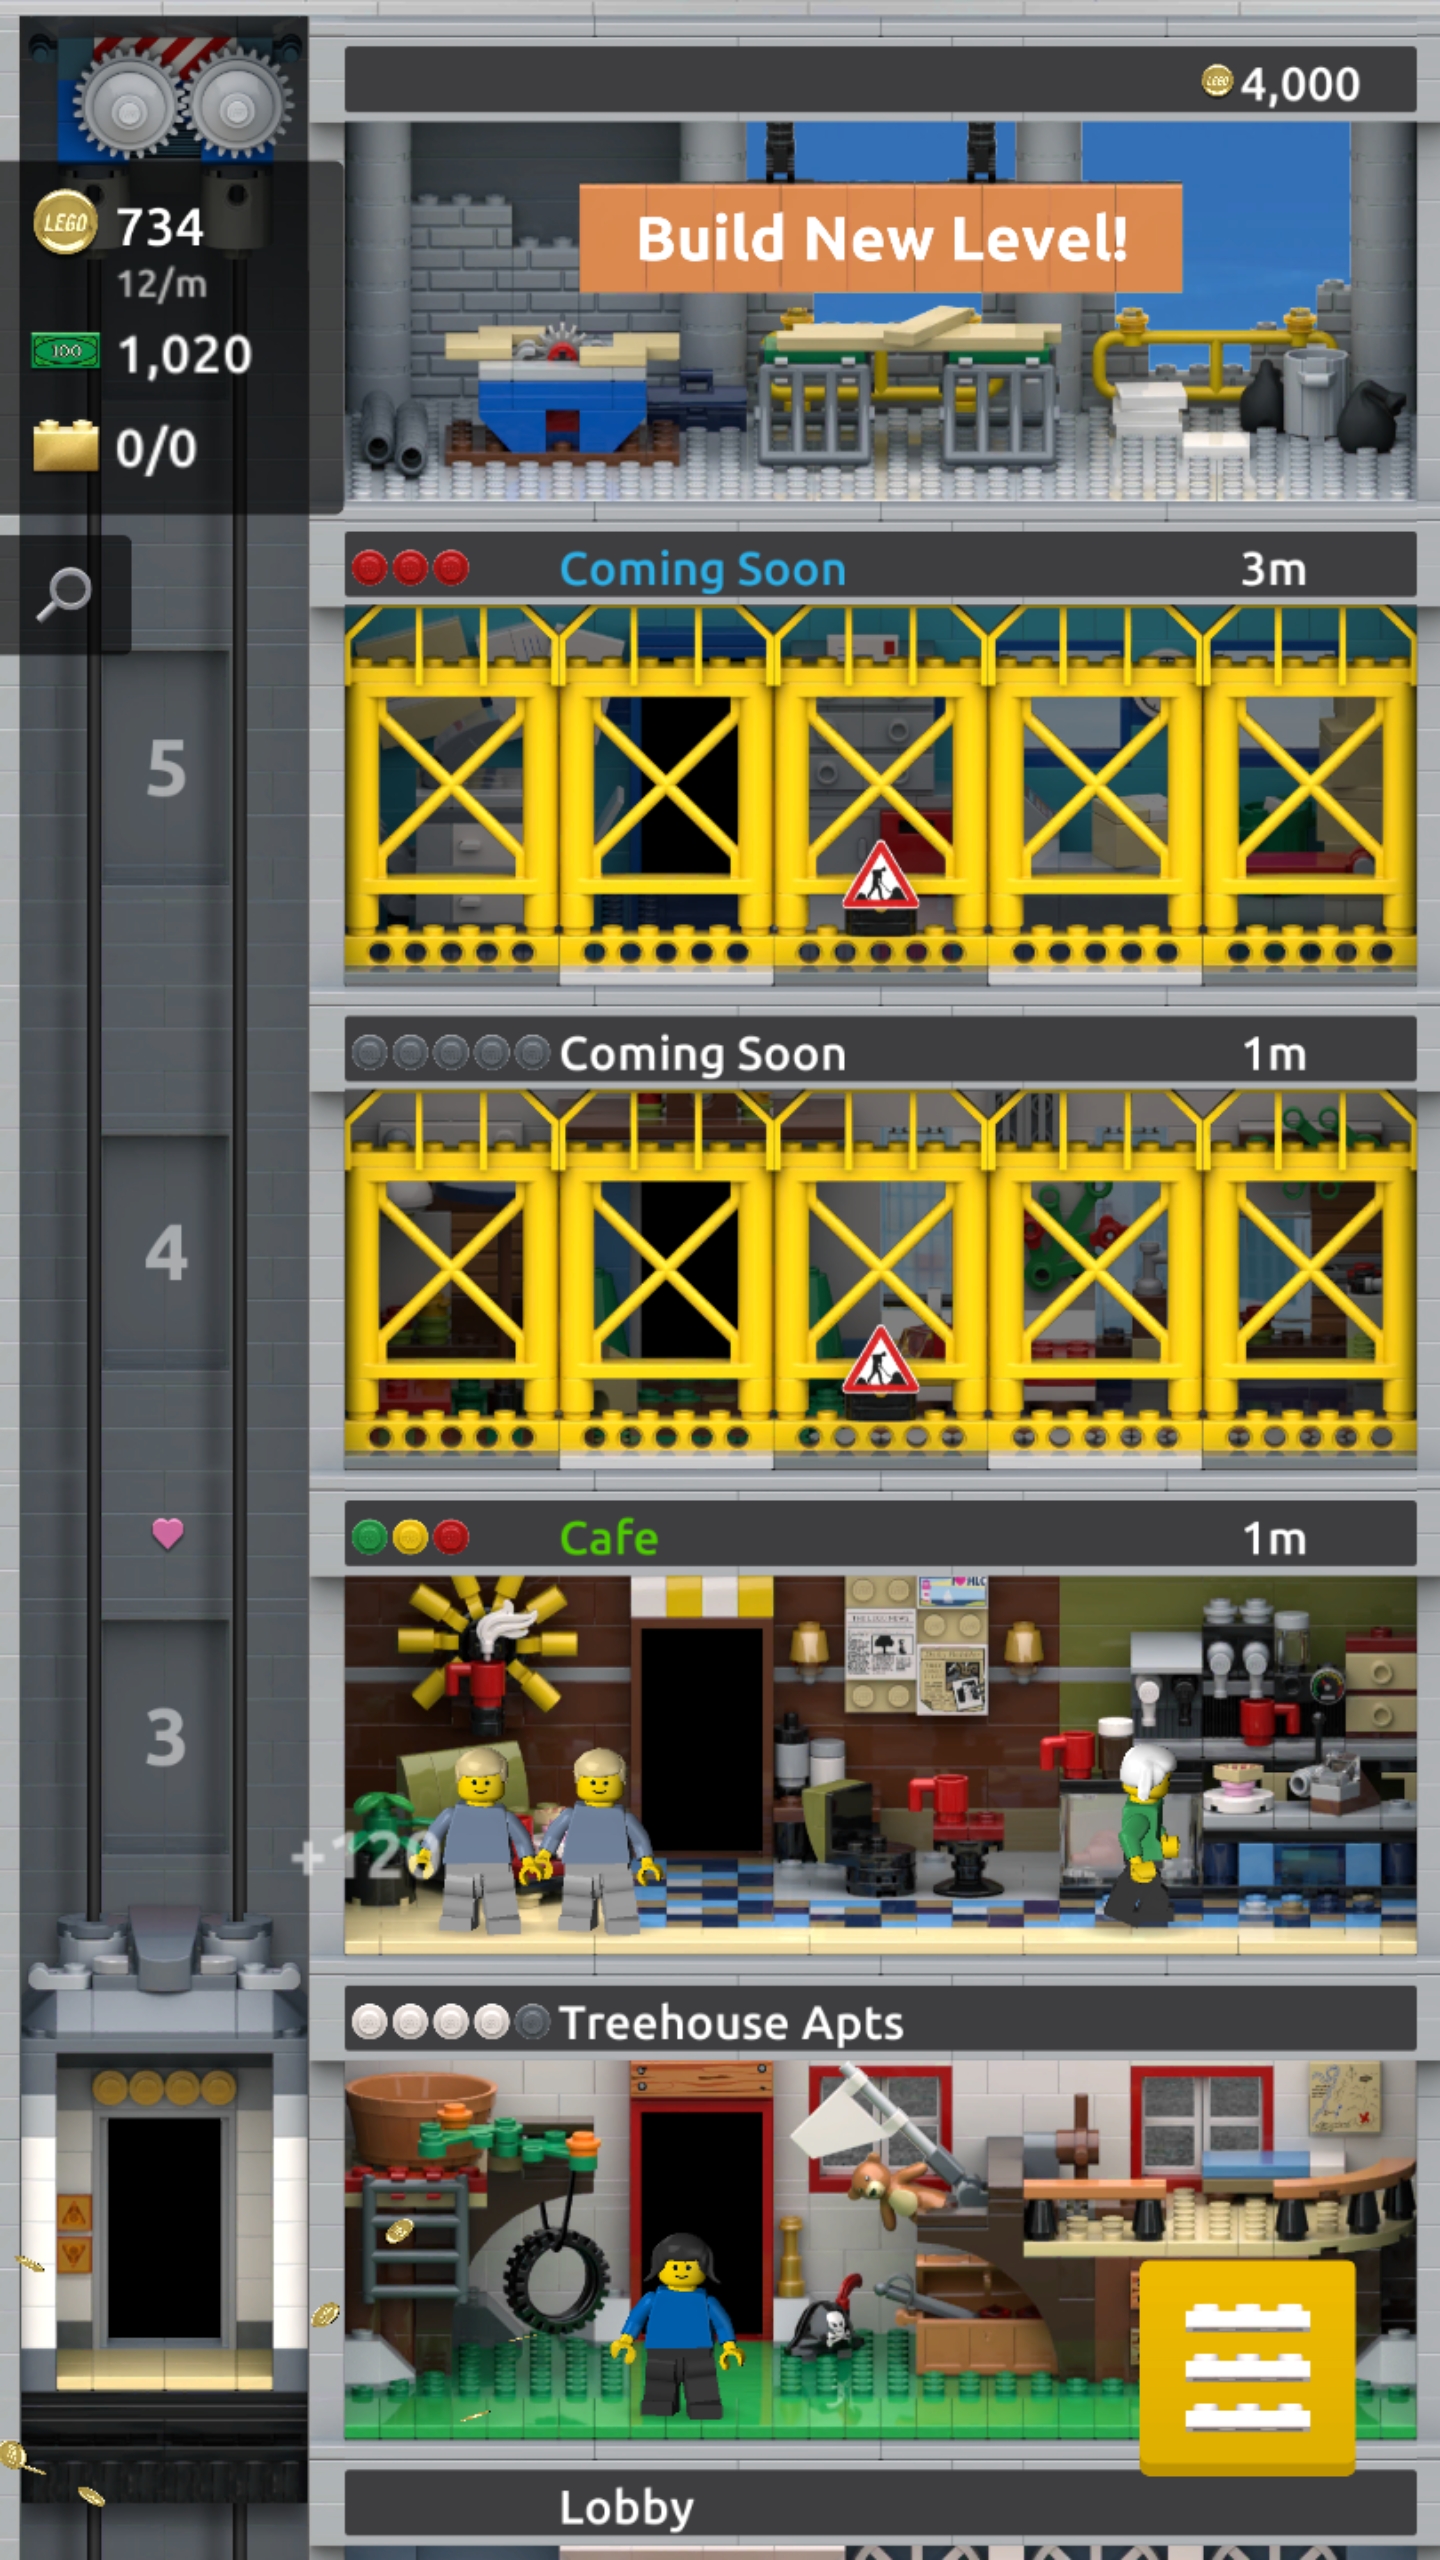 4,000
LEGO 734
12/m
100 1,020
0/0
Build New Level!
Coming Soon 3m
5
Coming Soon 1m
4
Cafe 1m
3
+120
Treehouse Apts
Lobby